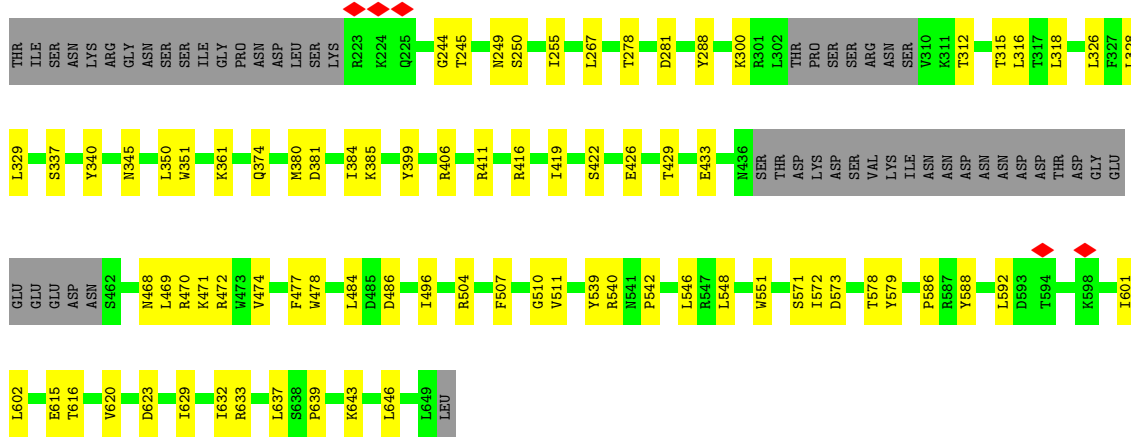 THR ILE SER ASN LYS ARG GLY ASN SER SER ILE GLY PRO ASN ASP LEU SER LYS R223 K224 Q225 G244 T245 N249 S250 I255 L267 T278 D281 Y288 K300 R301 L302 THR PRO SER SER ARG ASN SER V310 K311 T312 T315 L316 T317 L318 L326 F327 L328
L329 S337 Y340 N345 L350 W351 K361 Q374 M380 D381 I384 K385 Y399 R406 R411 R416 I419 S422 E426 T429 E433 N436 SER THR ASP LYS ASP SER VAL LYS ILE ASN ASN ASP ASN ASN ASP ASP THR ASP GLY GLU
GLU GLU GLU ASP ASN S462 N468 L469 R470 K471 R472 W473 V474 F477 W478 L484 D485 D486 I496 R504 F507 G510 V511 Y539 R540 N541 P542 L546 R547 L548 W551 S571 I572 D573 T578 Y579 P586 R587 Y588 L592 D593 T594 K598 I601
L602 E615 T616 V620 D623 I629 I632 R633 L637 S638 P639 K643 L646 L649 LEU